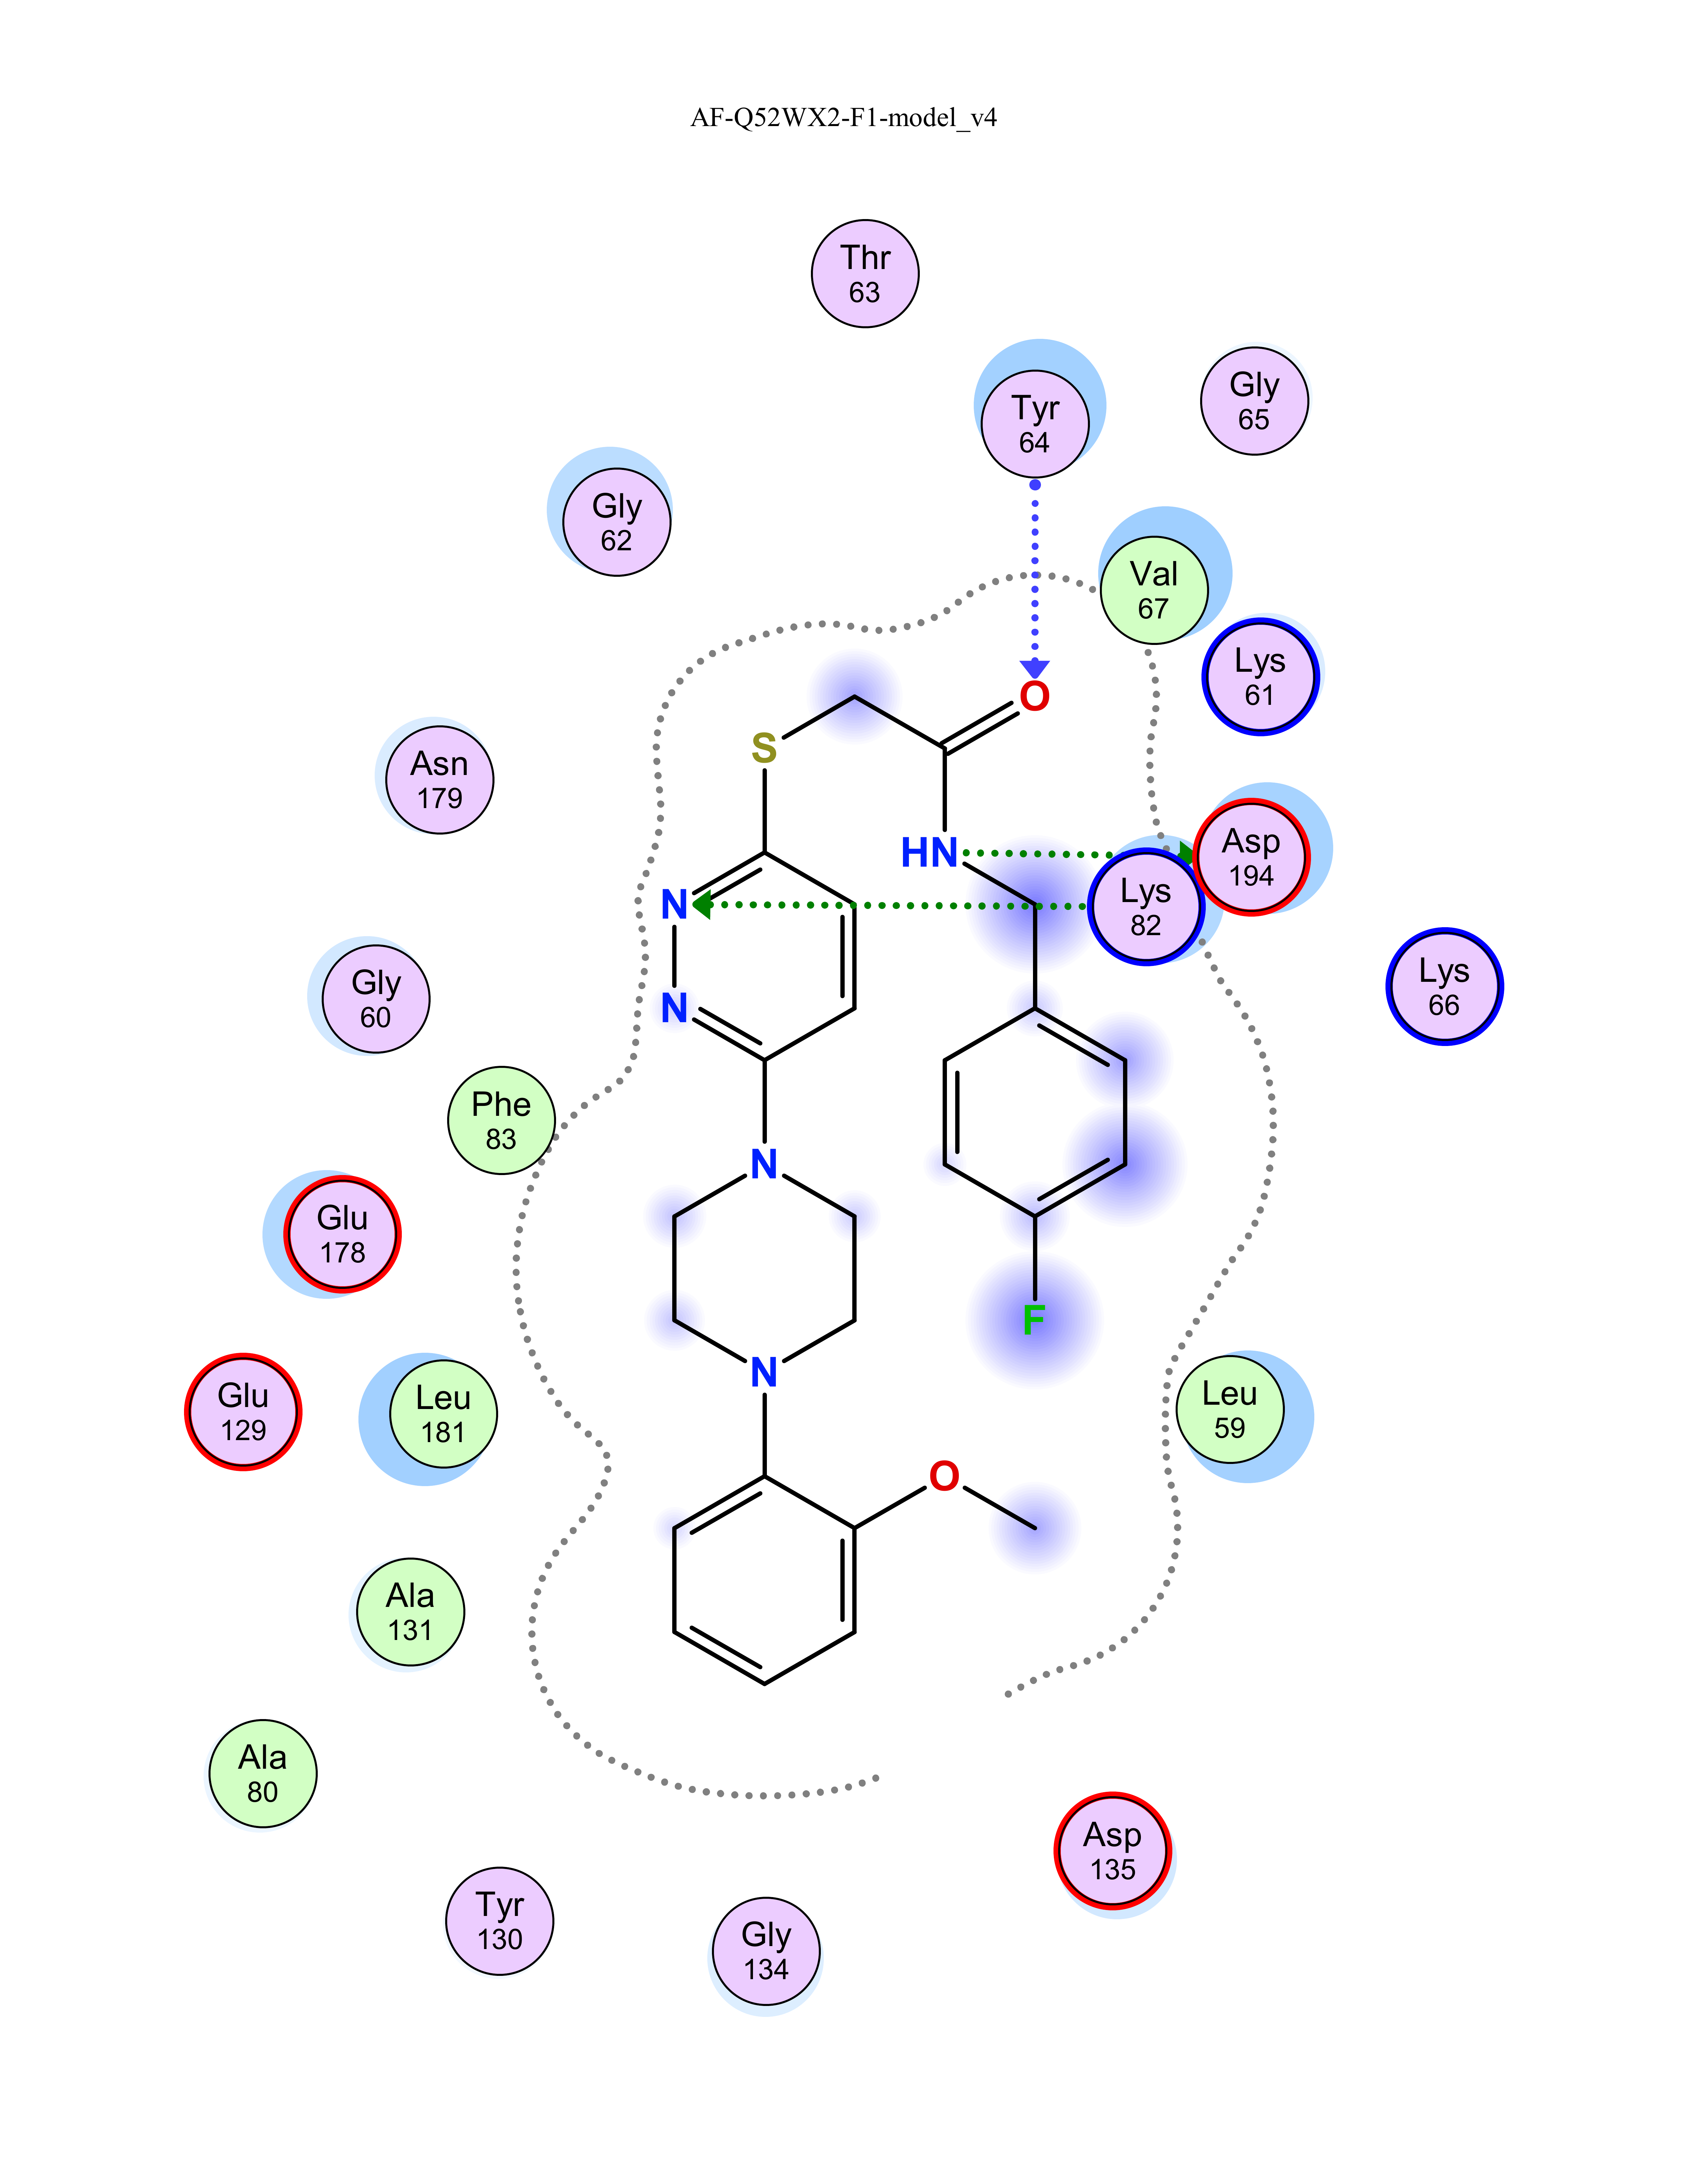 AF-Q52WX2-F1-model_v4
Thr
63
Tyr
64
Gly
65
Gly
62
Val
67
Lys
61
O
S
Asn
179
HN
Asp
194
Lys
82
N
Gly
60
Lys
66
N
Phe
83
N
Glu
178
F
Glu
129
Leu
181
N
Leu
59
O
Ala
131
Ala
80
Asp
135
Tyr
130
Gly
134